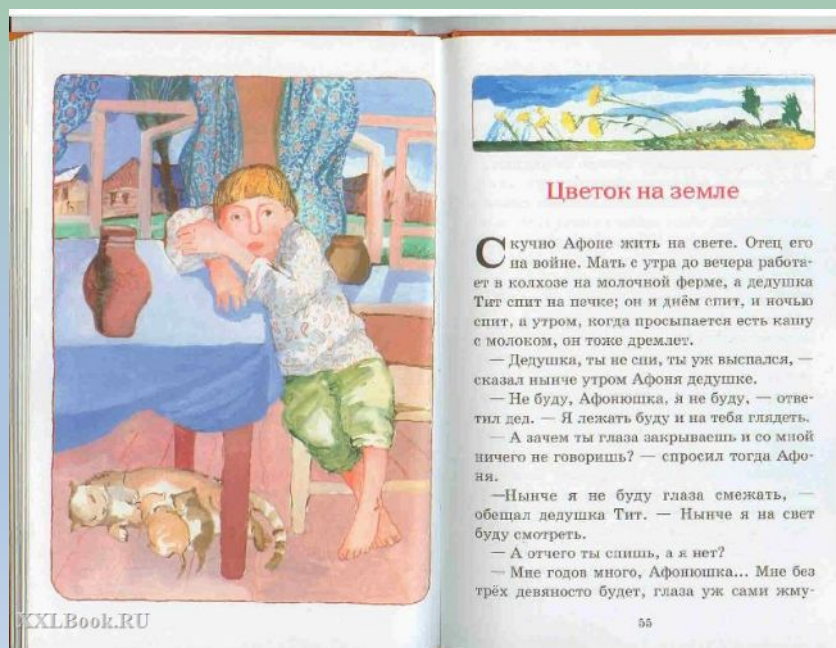 Цветок на земле
Скучно Афоне жить на свете. Отец его
на войне. Мать с утра до вечера работа-
ет в колхозе на молочной ферме, а дедушка
Тит спит на печке; он и днём спит, и ночью
спит, а утром, когда просыпается есть кашу
с молоком, он тоже дремлет.
— Дедушка, ты не спи, ты уж выспался, —
сказал нынче утром Афоня дедушке.
— Не буду, Афонюшка, я не буду, — отве-
тил дед. — Я лежать буду и на тебя глядеть.
— А зачем ты глаза закрываешь и со мной
ничего не говоришь? — спросил тогда Афо-
ня.
—Нынче я не буду глаза смежать, —
обещал дедушка Тит. — Нынче я на свет
буду смотреть.
— А отчего ты спишь, а я нет?
— Мне годов много, Афонюшка... Мне без
трёх девяносто будет, глаза уж сами жму-
55
XXLBook.RU